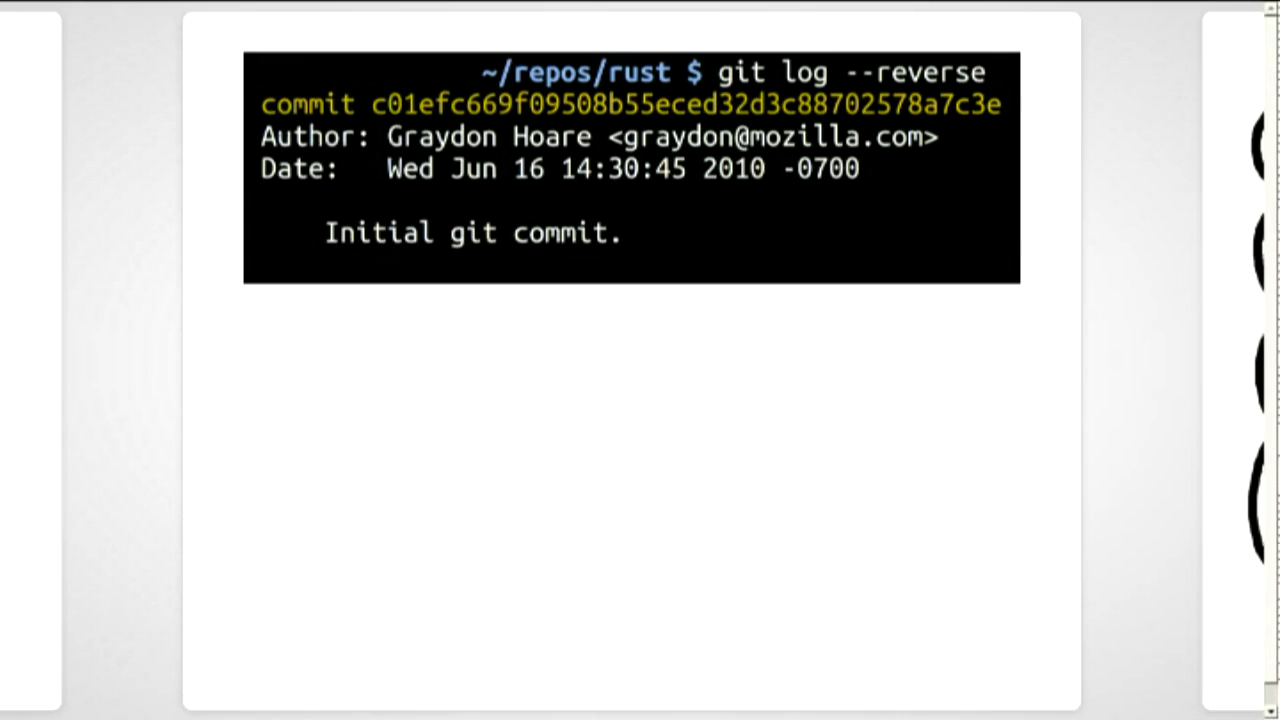 ~/repos/rust $ git log --reverse
commit c01efc669f09508b55eced32d3c88702578a7c3e
Author: Graydon Hoare <graydon@mozilla.com>
Date:   Wed Jun 16 14:30:45 2010 -0700
Initial git commit.